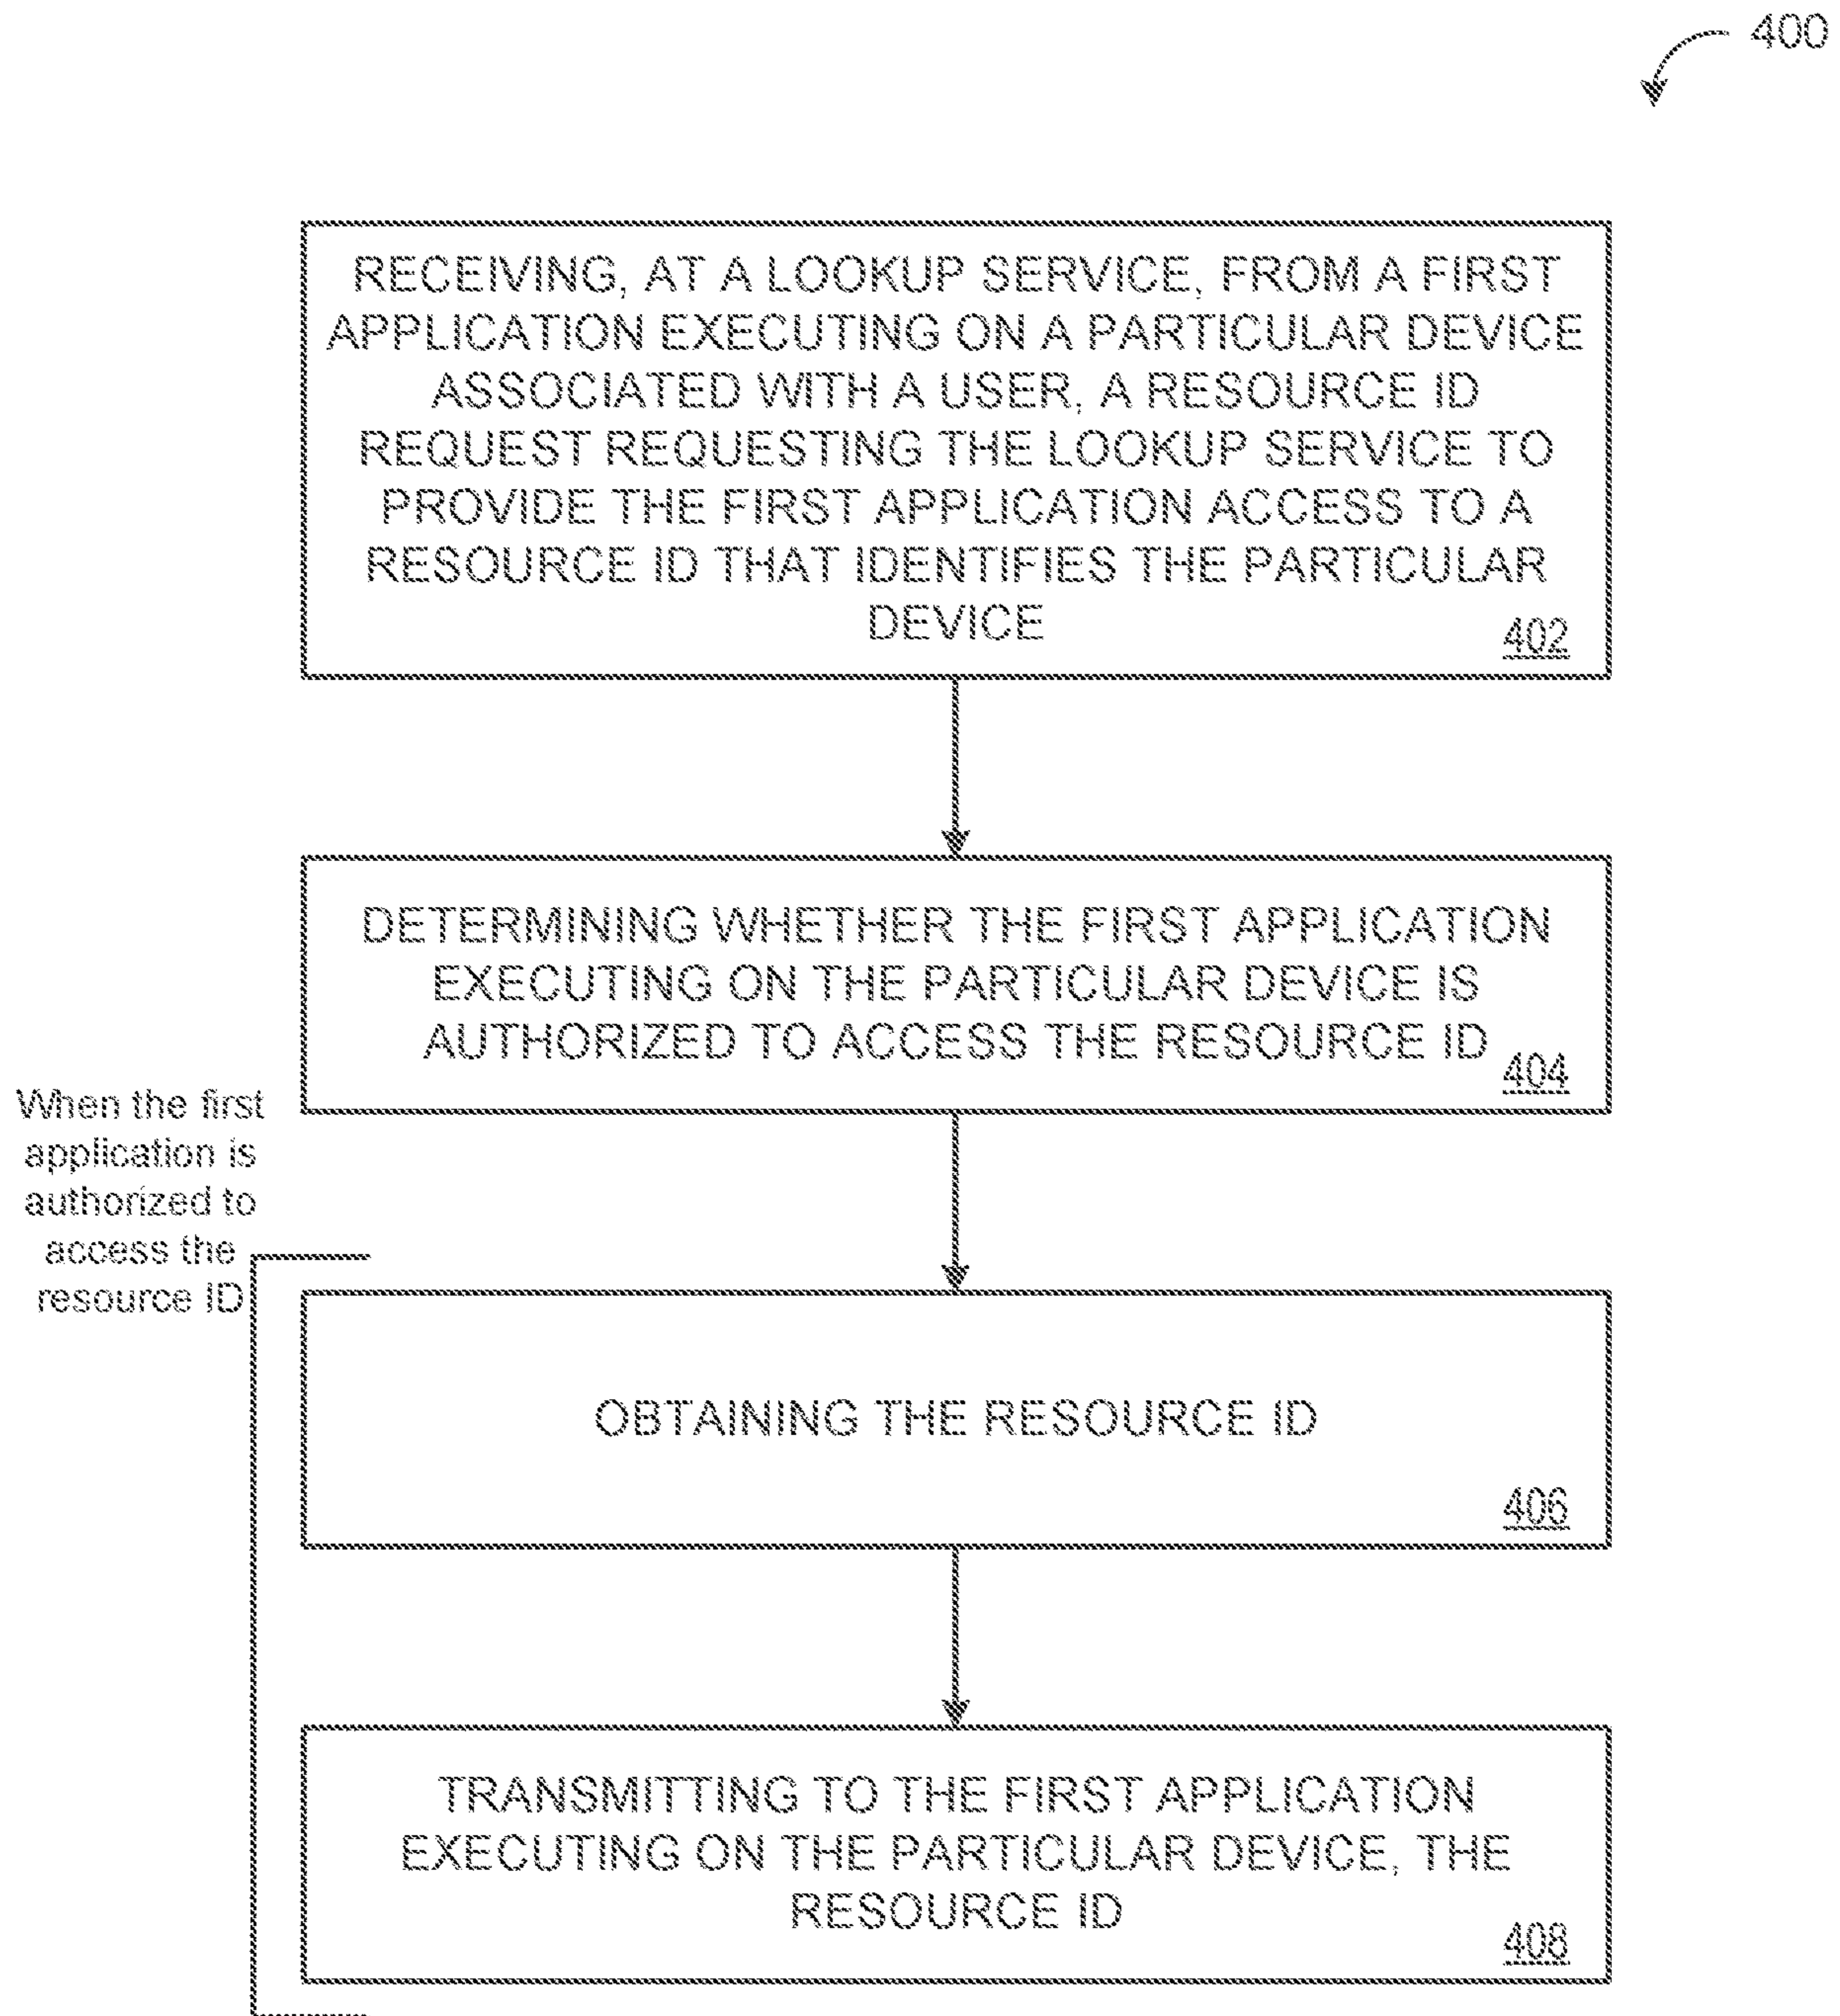 400
RECEIVING, AT A LOOKUP SERVICE, FROM A FIRST
APPLICATION EXECUTING ON A PARTICULAR DEVICE
ASSOCIATED WITH A USER, A RESOURCE ID
REQUEST REQUESTING THE LOOKUP SERVICE TO
PROVIDE THE FIRST APPLICATION ACCESS TO A
RESOURCE ID THAT IDENTIFIES THE PARTICULAR
DEVICE
402
DETERMINING WHETHER THE FIRST APPLICATION
EXECUTING ON THE PARTICULAR DEVICE IS
AUTHORIZED TO ACCESS THE RESOURCE ID
404
When the first
application is
authorized to
access the
resource ID
OBTAINING THE RESOURCE ID
406
TRANSMITTING TO THE FIRST APPLICATION
EXECUTING ON THE PARTICULAR DEVICE, THE
RESOURCE ID
408